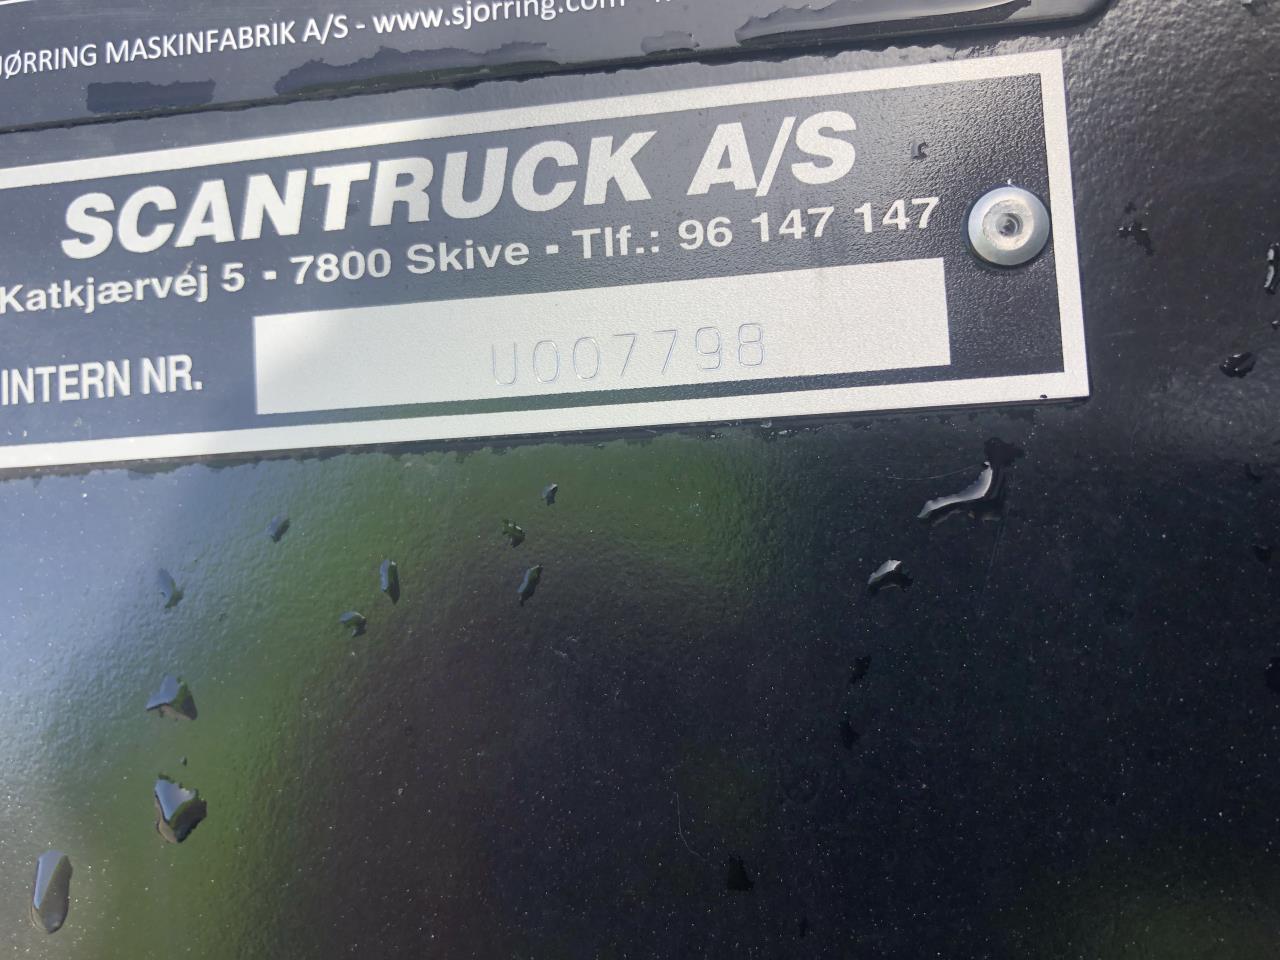 JØRRING MASKINFABRIK A/S - www.sjorring.com -
SCANTRUCK A/S
Katkjærvej 5 - 7800 Skive - Tlf.: 96 147 147
INTERN NR. U007798